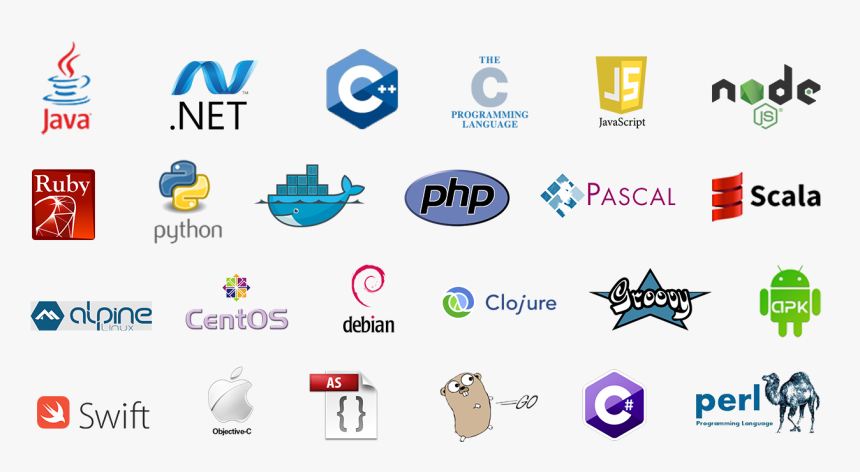 Java
.NET
™
C++
THE
C
PROGRAMMING
LANGUAGE
JS
JavaScript
node
JS
Ruby
python
php
PASCAL
Scala
alpine
LINUX
CentOS
debian
Clojure
Groovy
APK
Swift
Objective-C
AS
{}
GO
C#
perl
Programming Language